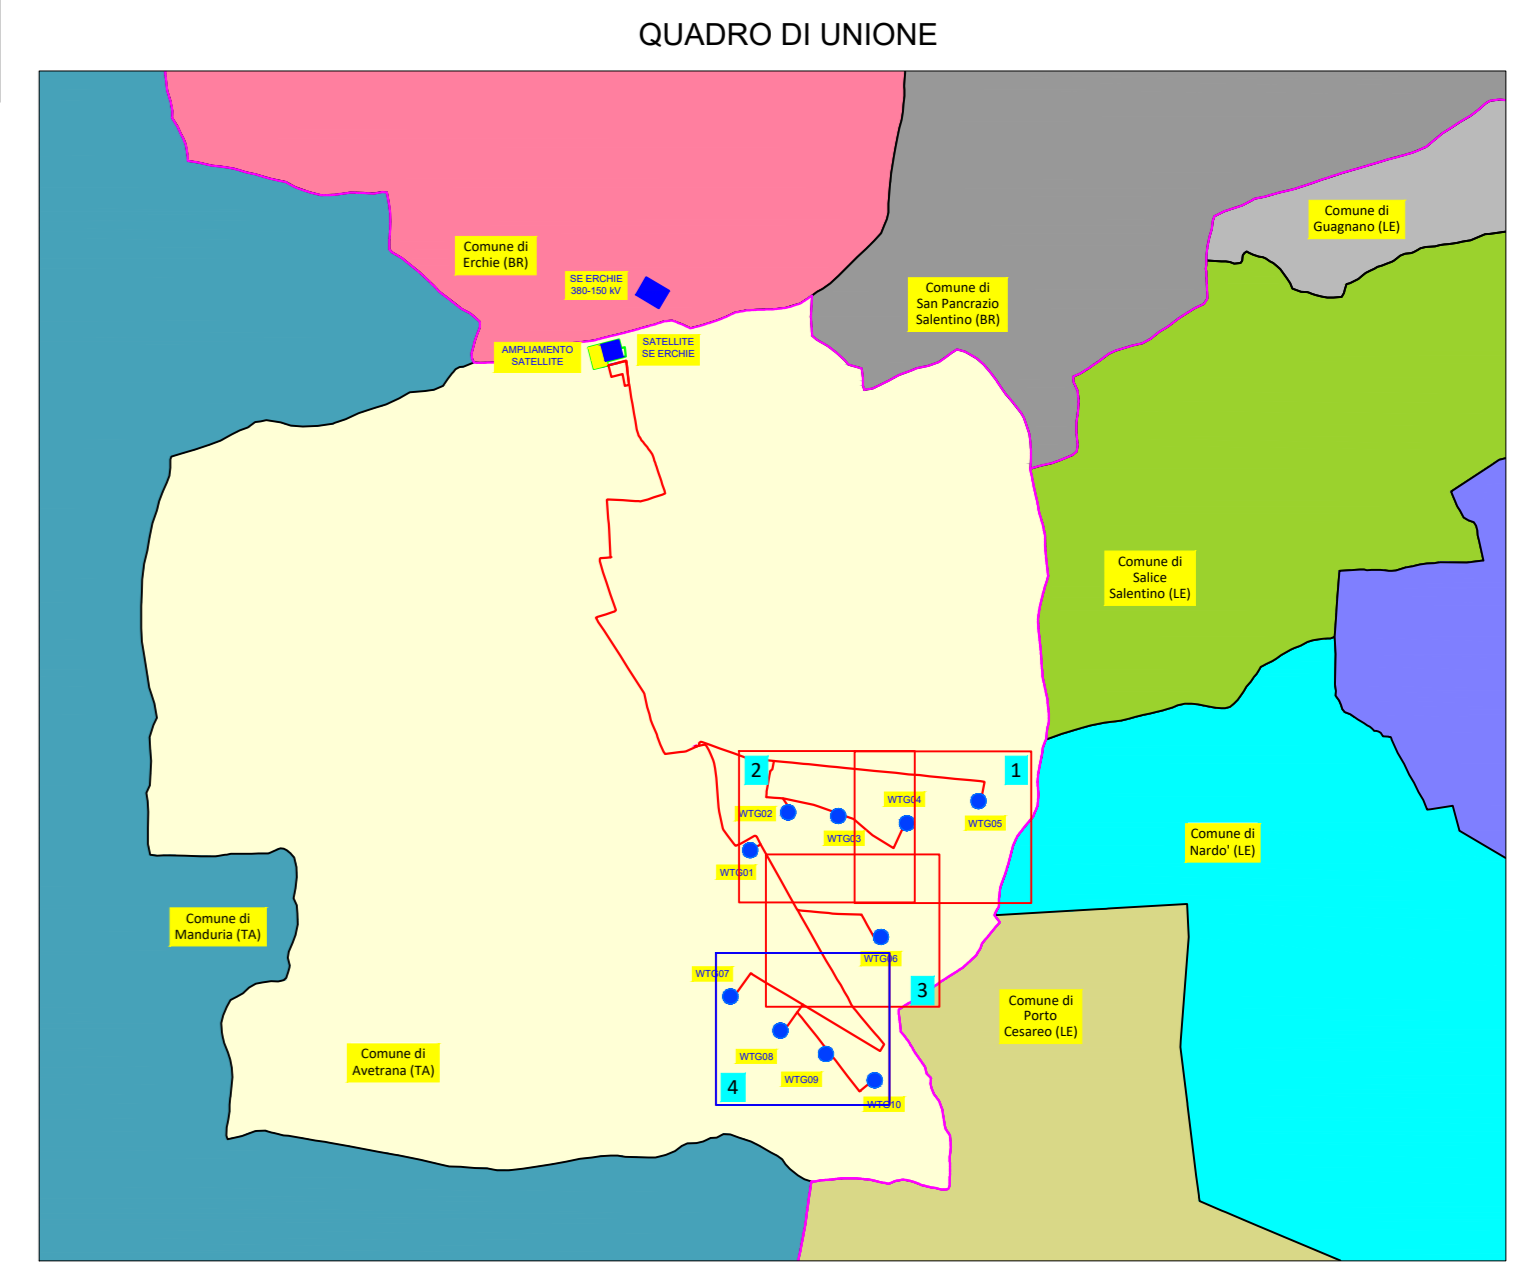 QUADRO DI UNIONE
Comune di
Guagnano (LE)
Comune di
Erchie (BR)
SE ERCHIE
380-150 kV
Comune di
San Pancrazio
Salentino (BR)
AMPLIAMENTO
SATELLITE
SATELLITE
SE ERCHIE
Comune di
Salice
Salentino (LE)
2
1
WTG02
WTG04
WTG03
WTG05
WTG01
Comune di
Nardo' (LE)
Comune di
Manduria (TA)
WTG06
WTG07
3
Comune di
Porto
Cesareo (LE)
Comune di
Avetrana (TA)
WTG08
WTG09
4
WTG10